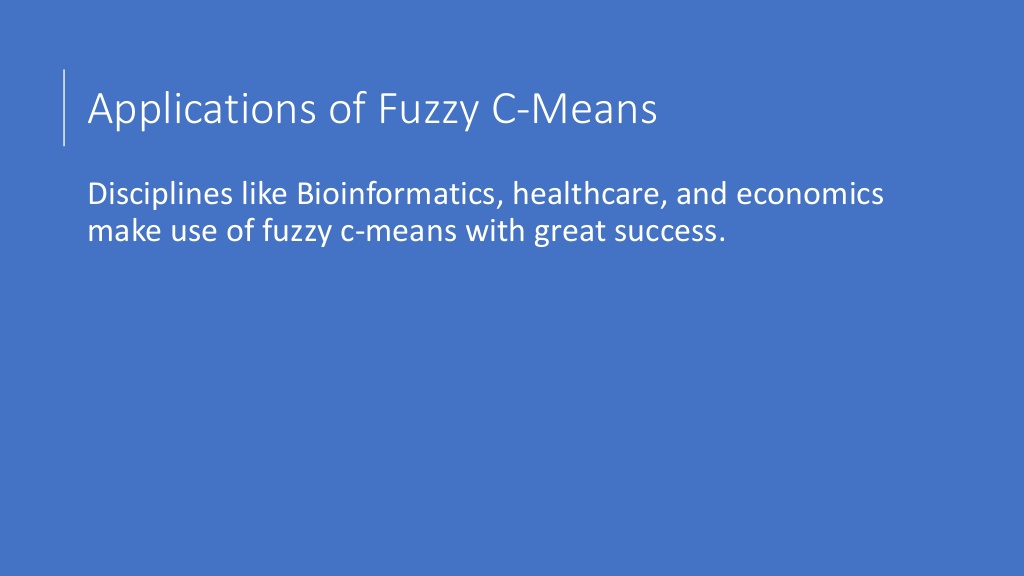 Applications of Fuzzy C-Means
Disciplines like Bioinformatics, healthcare, and economics
make use of fuzzy c-means with great success.